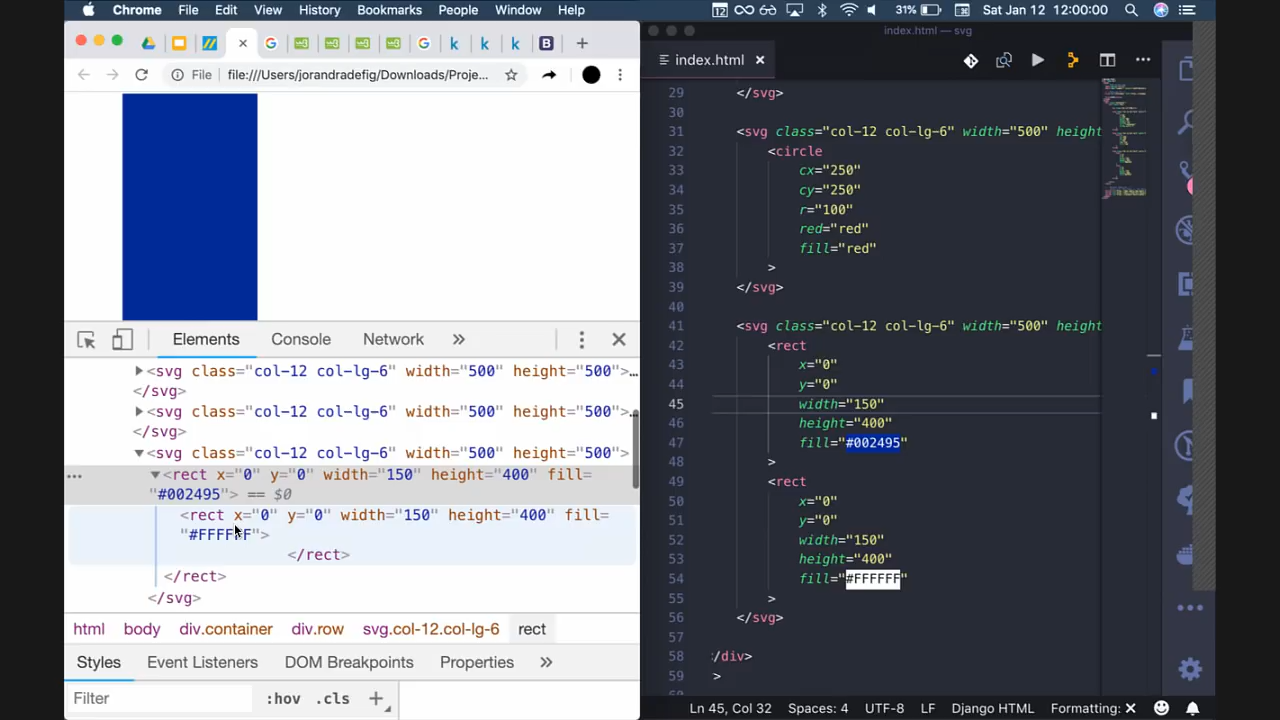 Chrome File Edit View History Bookmarks People Window Help
12 31% Sat Jan 12 12:00:00
File file:///Users/jorandradefig/Downloads/Proje...
Elements Console Network »
<svg class="col-12 col-lg-6" width="500" height="500">…
</svg>
<svg class="col-12 col-lg-6" width="500" height="500">…
</svg>
<svg class="col-12 col-lg-6" width="500" height="500">
<rect x="0" y="0" width="150" height="400" fill=
"#002495"> == $0
<rect x="0" y="0" width="150" height="400" fill=
"#FFFFFF">
</rect>
</rect>
</svg>
html body div.container div.row svg.col-12.col-lg-6 rect
Styles Event Listeners DOM Breakpoints Properties »
Filter :hov .cls +
index.html — svg
index.html
29 </svg>
30
31 <svg class="col-12 col-lg-6" width="500" height
32 <circle
33 cx="250"
34 cy="250"
35 r="100"
36 red="red"
37 fill="red"
38 >
39 </svg>
40
41 <svg class="col-12 col-lg-6" width="500" height
42 <rect
43 x="0"
44 y="0"
45 width="150"
46 height="400"
47 fill="#002495"
48 >
49 <rect
50 x="0"
51 y="0"
52 width="150"
53 height="400"
54 fill="#FFFFFF"
55 >
56 </svg>
57
58 /div>
59 >
Ln 45, Col 32 Spaces: 4 UTF-8 LF Django HTML Formatting: ✕